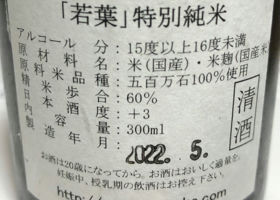 「若葉」特別純米
アルコール分：15度以上16度未満
原材料名：米（国産）・米麹（国産米
原料米品種：五百万石100%使用
精米歩合：60%
日本酒度：＋3
内容量：300ml
製造年月：2022. 5.
清酒
お酒は20歳になってから。お酒はおいしく適量を。
妊娠中、授乳期の飲酒はお控え下さい。